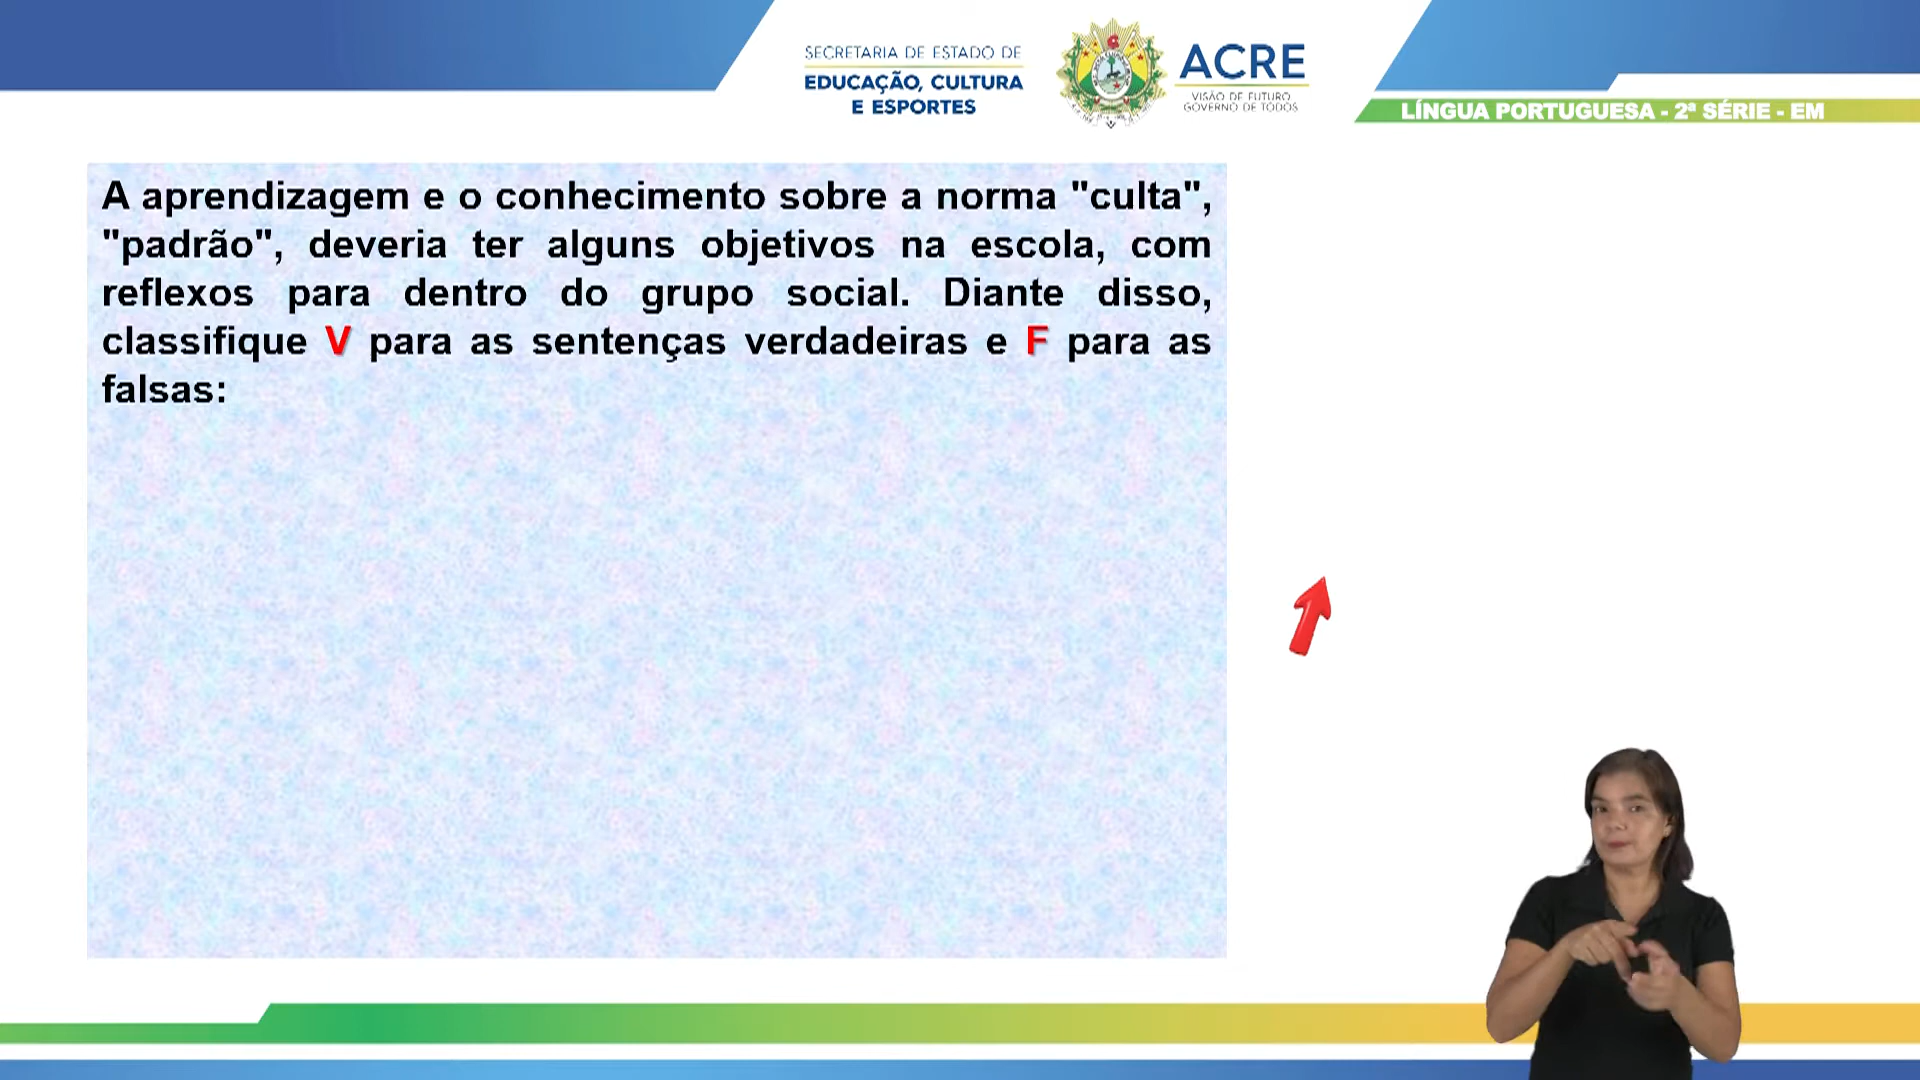 SECRETARIA DE ESTADO DE
EDUCAÇÃO, CULTURA
E ESPORTES
ACRE
VISÃO DE FUTURO
GOVERNO DE TODOS
LÍNGUA PORTUGUESA - 2ª SÉRIE - EM
A aprendizagem e o conhecimento sobre a norma "culta",
"padrão", deveria ter alguns objetivos na escola, com
reflexos para dentro do grupo social. Diante disso,
classifique V para as sentenças verdadeiras e F para as
falsas: